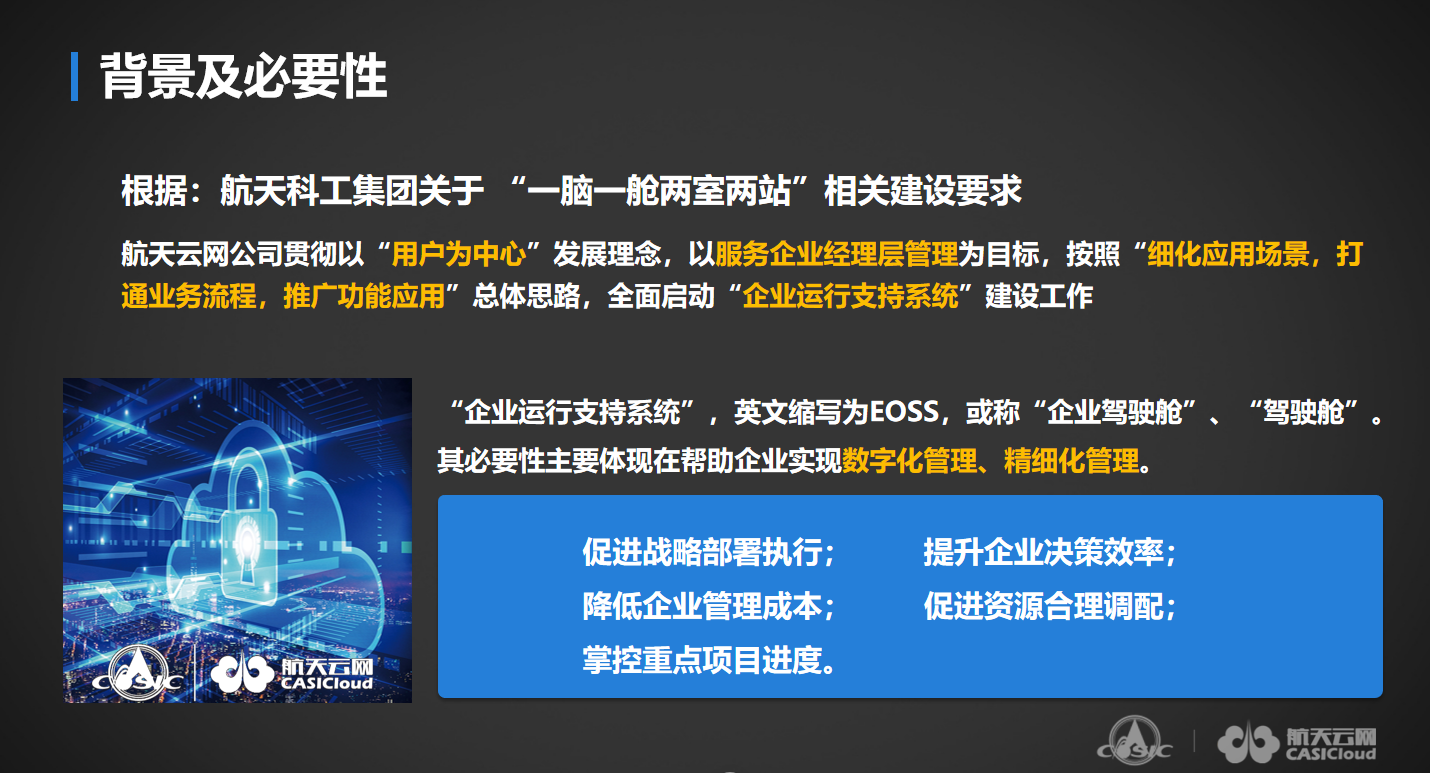 背景及必要性
根据：航天科工集团关于 “一脑一舱两室两站”相关建设要求
航天云网公司贯彻以“用户为中心”发展理念，以服务企业经理层管理为目标，按照“细化应用场景，打
通业务流程，推广功能应用”总体思路，全面启动“企业运行支持系统”建设工作
“企业运行支持系统”，英文缩写为EOSS，或称“企业驾驶舱”、“驾驶舱”。
其必要性主要体现在帮助企业实现数字化管理、精细化管理。
促进战略部署执行； 提升企业决策效率；
降低企业管理成本； 促进资源合理调配；
掌控重点项目进度。
CASIC 航天云网
CASICloud
CASIC 航天云网
CASICloud